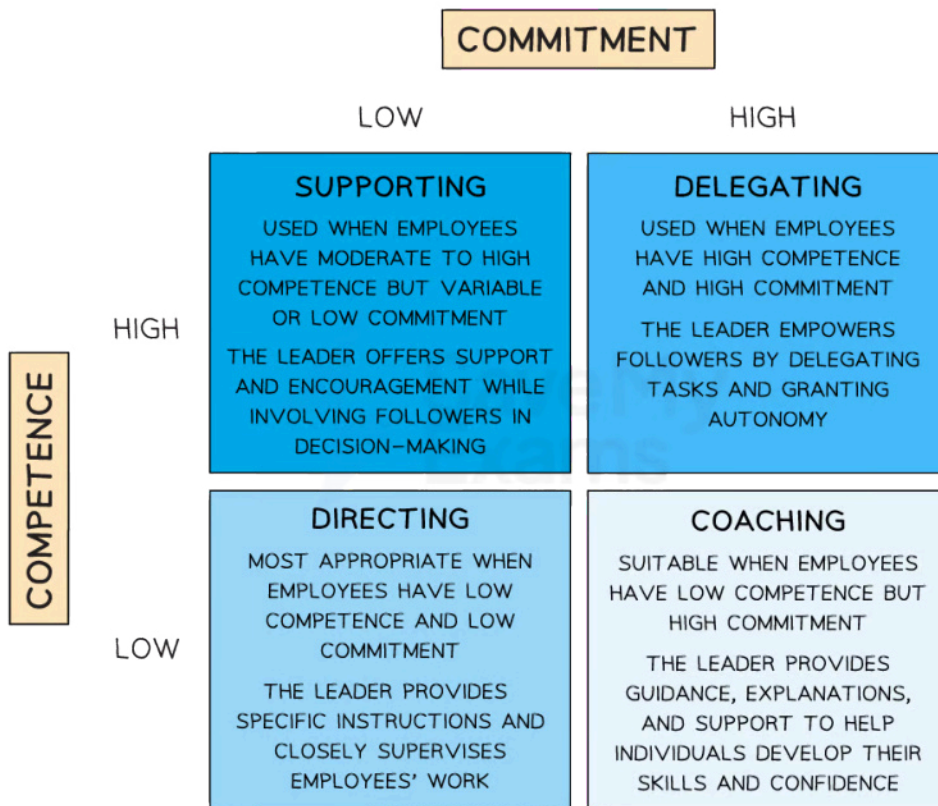 COMMITMENT
LOW
HIGH
SUPPORTING
USED WHEN EMPLOYEES
HAVE MODERATE TO HIGH
COMPETENCE BUT VARIABLE
OR LOW COMMITMENT
THE LEADER OFFERS SUPPORT
AND ENCOURAGEMENT WHILE
INVOLVING FOLLOWERS IN
DECISION-MAKING
DELEGATING
USED WHEN EMPLOYEES
HAVE HIGH COMPETENCE
AND HIGH COMMITMENT
THE LEADER EMPOWERS
FOLLOWERS BY DELEGATING
TASKS AND GRANTING
AUTONOMY
COMPETENCE
HIGH
LOW
DIRECTING
MOST APPROPRIATE WHEN
EMPLOYEES HAVE LOW
COMPETENCE AND LOW
COMMITMENT
THE LEADER PROVIDES
SPECIFIC INSTRUCTIONS AND
CLOSELY SUPERVISES
EMPLOYEES' WORK
COACHING
SUITABLE WHEN EMPLOYEES
HAVE LOW COMPETENCE BUT
HIGH COMMITMENT
THE LEADER PROVIDES
GUIDANCE, EXPLANATIONS,
AND SUPPORT TO HELP
INDIVIDUALS DEVELOP THEIR
SKILLS AND CONFIDENCE
Exams